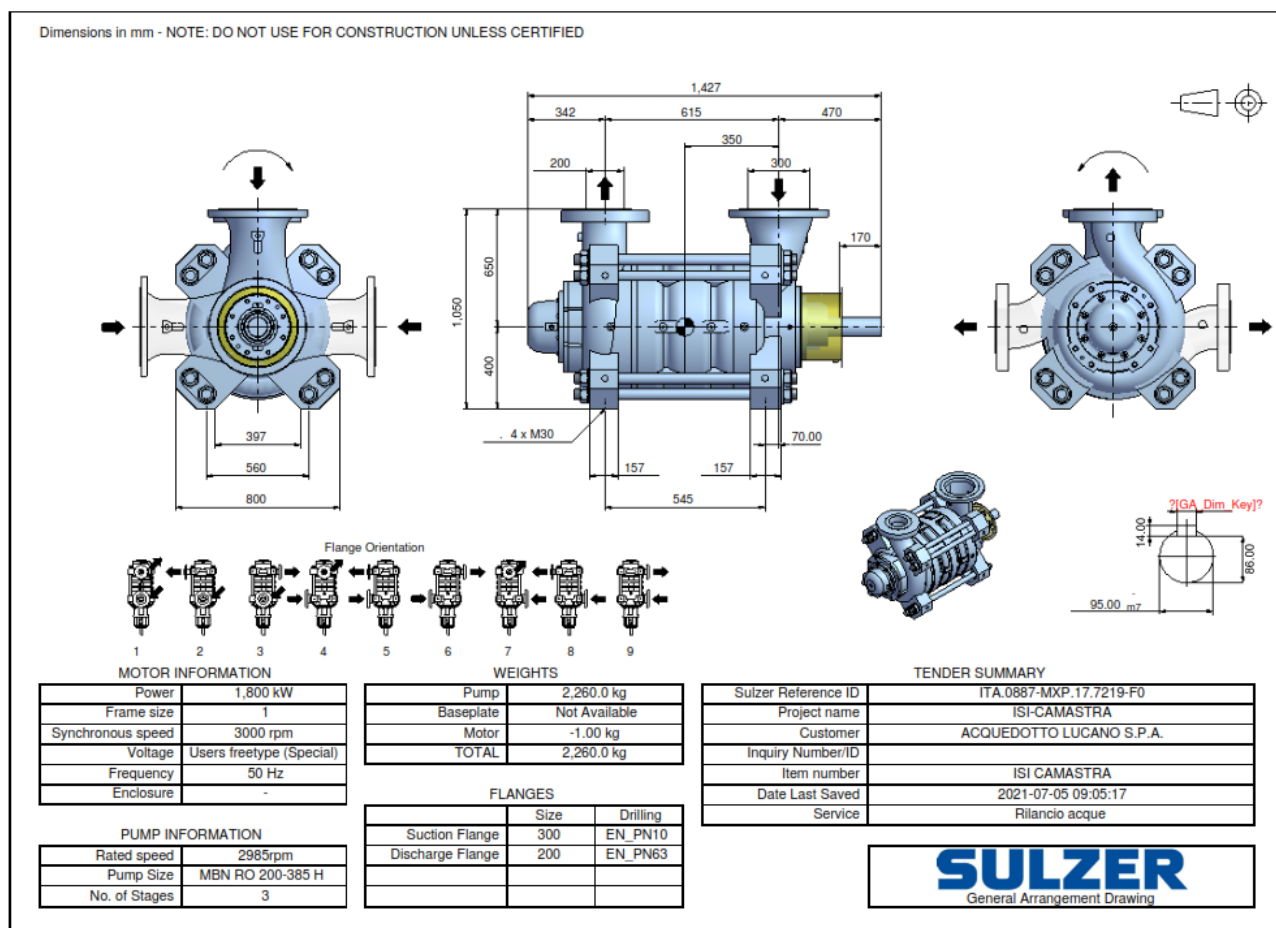 Dimensions in mm - NOTE: DO NOT USE FOR CONSTRUCTION UNLESS CERTIFIED
1,427
342
615
470
350
200
300
170
650
1,050
400
397
560
800
. 4 x M30
70.00
157
157
545
?[GA_Dim_Key]?
14.00
86.00
95.00 m7
Flange Orientation
1 2 3 4 5 6 7 8 9
MOTOR INFORMATION
Power 1,800 kW
Frame size 1
Synchronous speed 3000 rpm
Voltage Users freetype (Special)
Frequency 50 Hz
Enclosure -
PUMP INFORMATION
Rated speed 2985rpm
Pump Size MBN RO 200-385 H
No. of Stages 3
WEIGHTS
Pump 2,260.0 kg
Baseplate Not Available
Motor -1.00 kg
TOTAL 2,260.0 kg
FLANGES
Size Drilling
Suction Flange 300 EN_PN10
Discharge Flange 200 EN_PN63
TENDER SUMMARY
Sulzer Reference ID ITA.0887-MXP.17.7219-F0
Project name ISI-CAMASTRA
Customer ACQUEDOTTO LUCANO S.P.A.
Inquiry Number/ID
Item number ISI CAMASTRA
Date Last Saved 2021-07-05 09:05:17
Service Rilancio acque
SULZER
General Arrangement Drawing